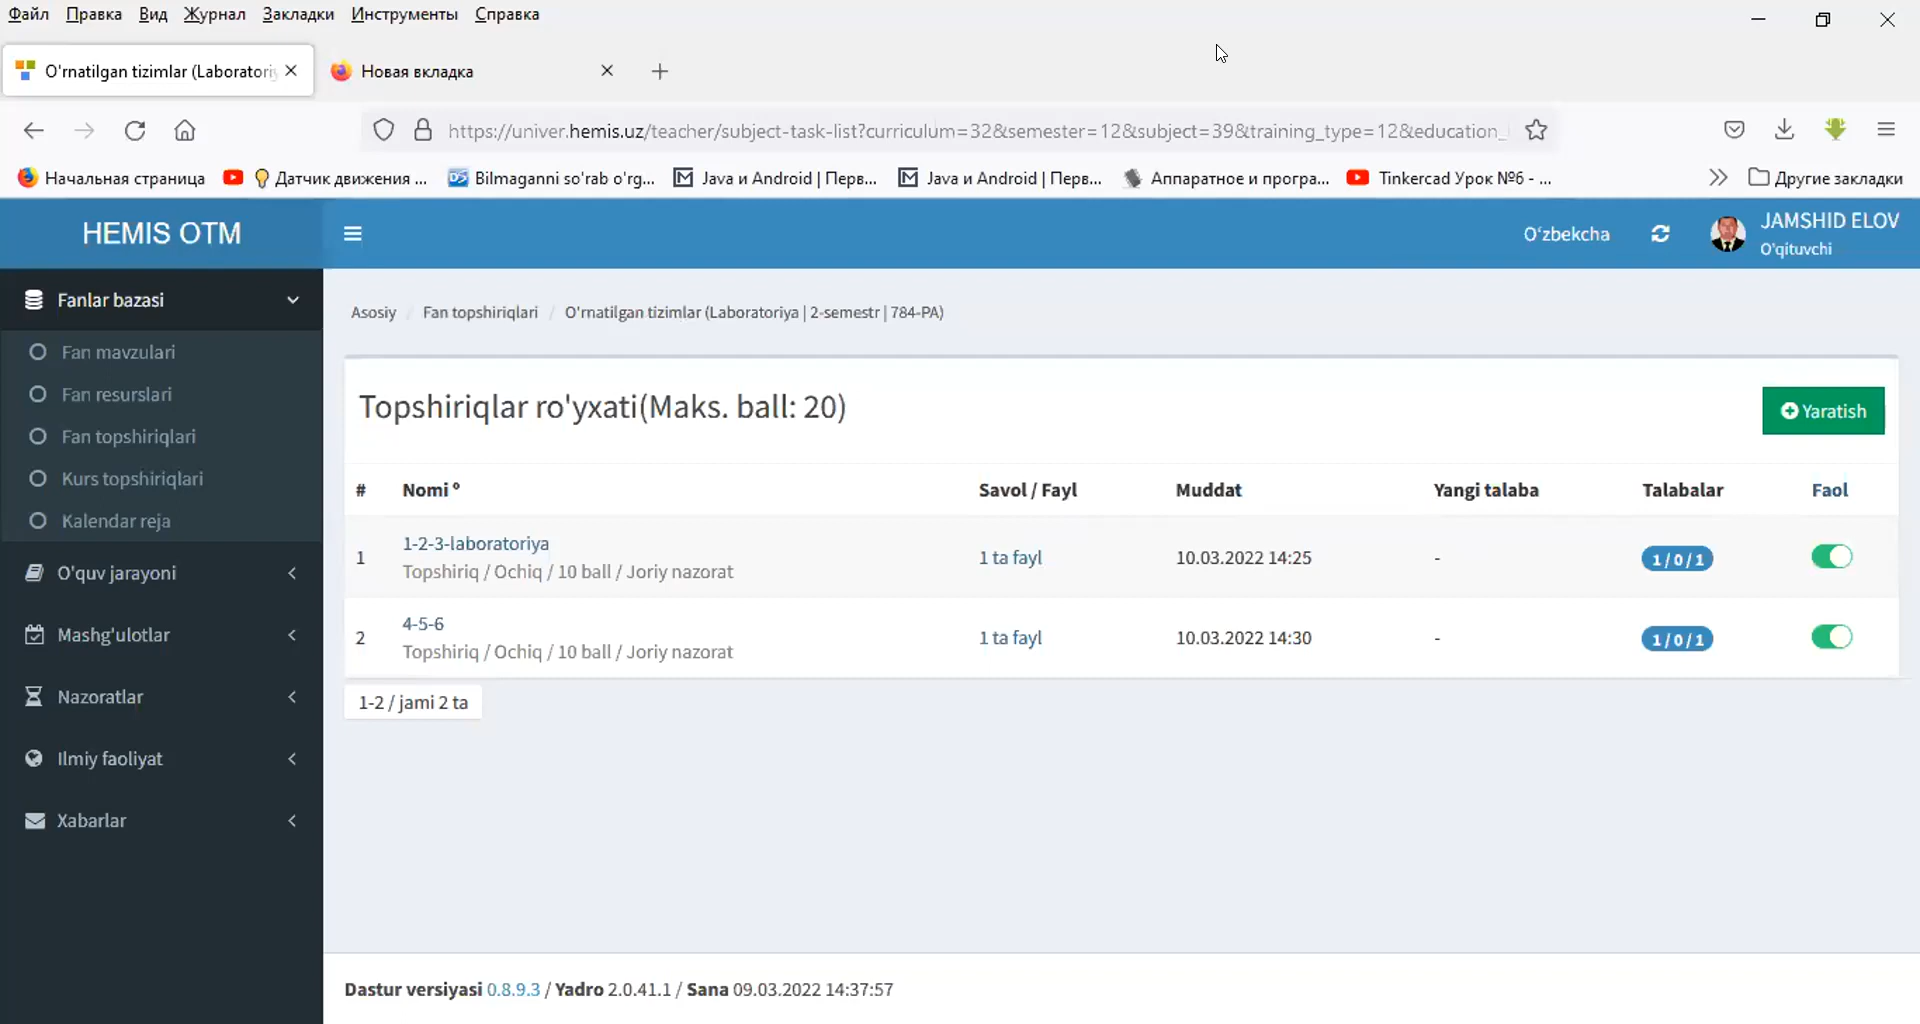 Файл Правка Вид Журнал Закладки Инструменты Справка
O'rnatilgan tizimlar (Laboratoriy Новая вкладка
https://univer.hemis.uz/teacher/subject-task-list?curriculum=32&semester=12&subject=39&training_type=12&education_
Начальная страница Датчик движения ... Bilmaganni so'rab o'rg... Java и Android | Перв... Java и Android | Перв... Аппаратное и програ... Tinkercad Урок №6 - ... Другие закладки
HEMIS OTM O'zbekcha JAMSHID ELOV
O'qituvchi
Fanlar bazasi
Fan mavzulari
Fan resurslari
Fan topshiriqlari
Kurs topshiriqlari
Kalendar reja
O'quv jarayoni
Mashg'ulotlar
Nazoratlar
Ilmiy faoliyat
Xabarlar
Asosiy / Fan topshiriqlari / O'rnatilgan tizimlar (Laboratoriya | 2-semestr | 784-PA)
Topshiriqlar ro'yxati(Maks. ball: 20)
Yaratish
# Nomi º Savol / Fayl Muddat Yangi talaba Talabalar Faol
1 1-2-3-laboratoriya 1 ta fayl 10.03.2022 14:25 - 1 / 0 / 1
Topshiriq / Ochiq / 10 ball / Joriy nazorat
2 4-5-6 1 ta fayl 10.03.2022 14:30 - 1 / 0 / 1
Topshiriq / Ochiq / 10 ball / Joriy nazorat
1-2 / jami 2 ta
Dastur versiyasi 0.8.9.3 / Yadro 2.0.41.1 / Sana 09.03.2022 14:37:57